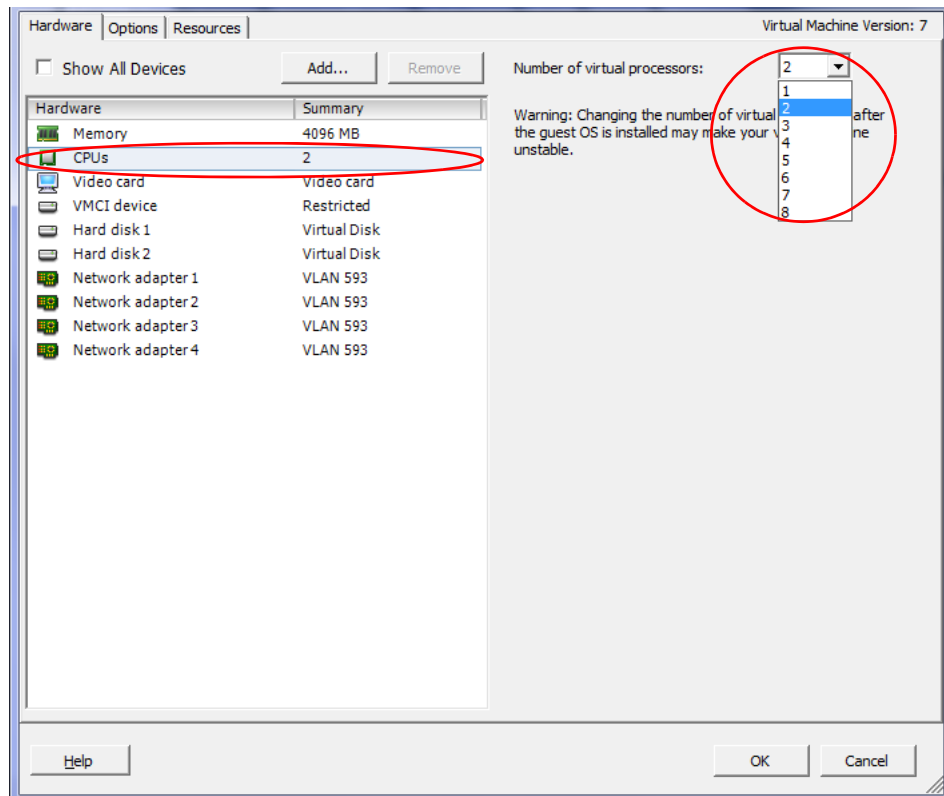 Hardware Options Resources Virtual Machine Version: 7
Show All Devices Add... Remove
Number of virtual processors: 2
1
2
3
4
5
6
7
8
Warning: Changing the number of virtual after
the guest OS is installed may make your
unstable.
Hardware Summary
Memory 4096 MB
CPUs 2
Video card Video card
VMCI device Restricted
Hard disk 1 Virtual Disk
Hard disk 2 Virtual Disk
Network adapter 1 VLAN 593
Network adapter 2 VLAN 593
Network adapter 3 VLAN 593
Network adapter 4 VLAN 593
Help OK Cancel